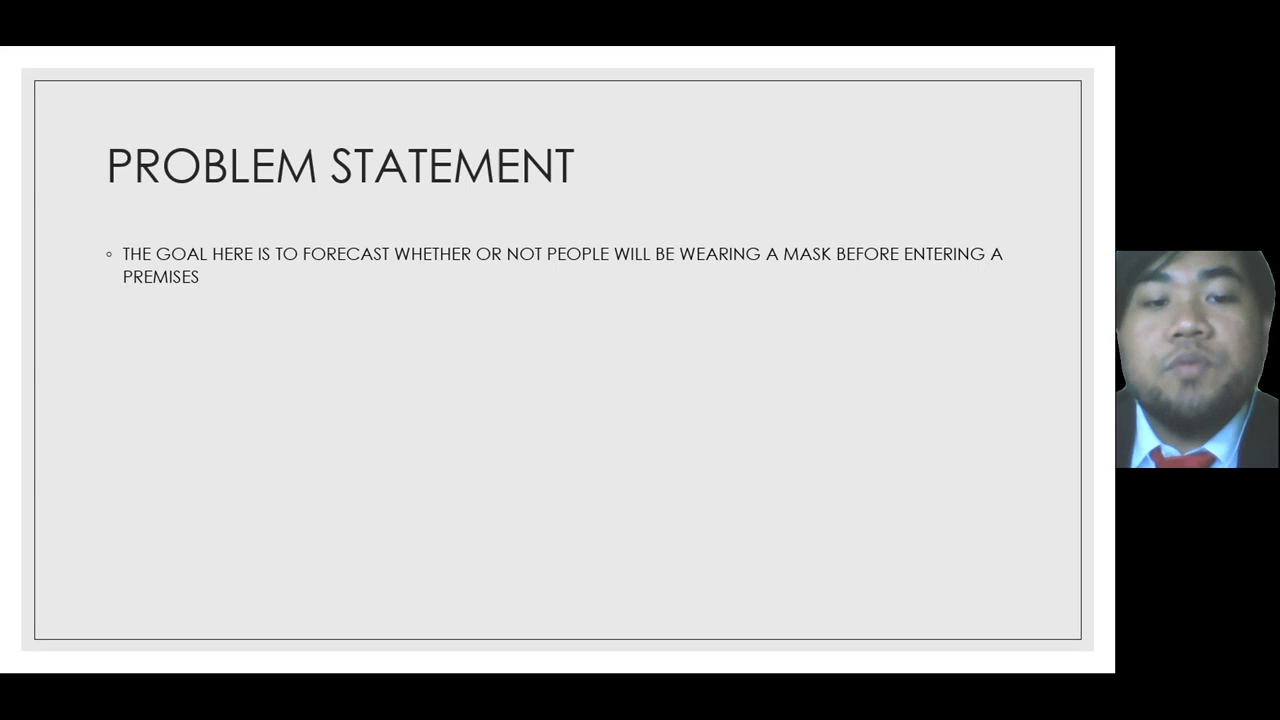 PROBLEM STATEMENT
◦ THE GOAL HERE IS TO FORECAST WHETHER OR NOT PEOPLE WILL BE WEARING A MASK BEFORE ENTERING A
PREMISES